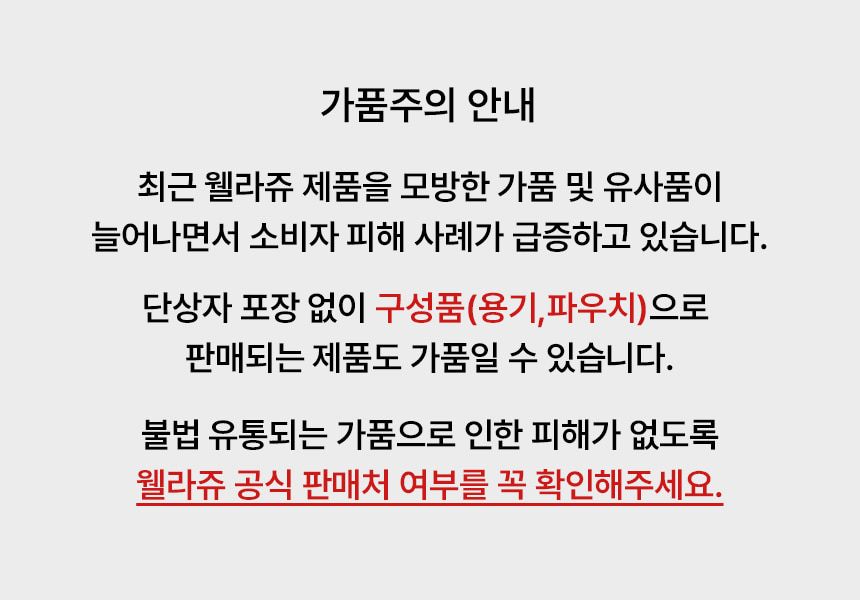 가품주의 안내
최근 웰라쥬 제품을 모방한 가품 및 유사품이
늘어나면서 소비자 피해 사례가 급증하고 있습니다.
단상자 포장 없이 구성품(용기,파우치)으로
판매되는 제품도 가품일 수 있습니다.
불법 유통되는 가품으로 인한 피해가 없도록
웰라쥬 공식 판매처 여부를 꼭 확인해주세요.